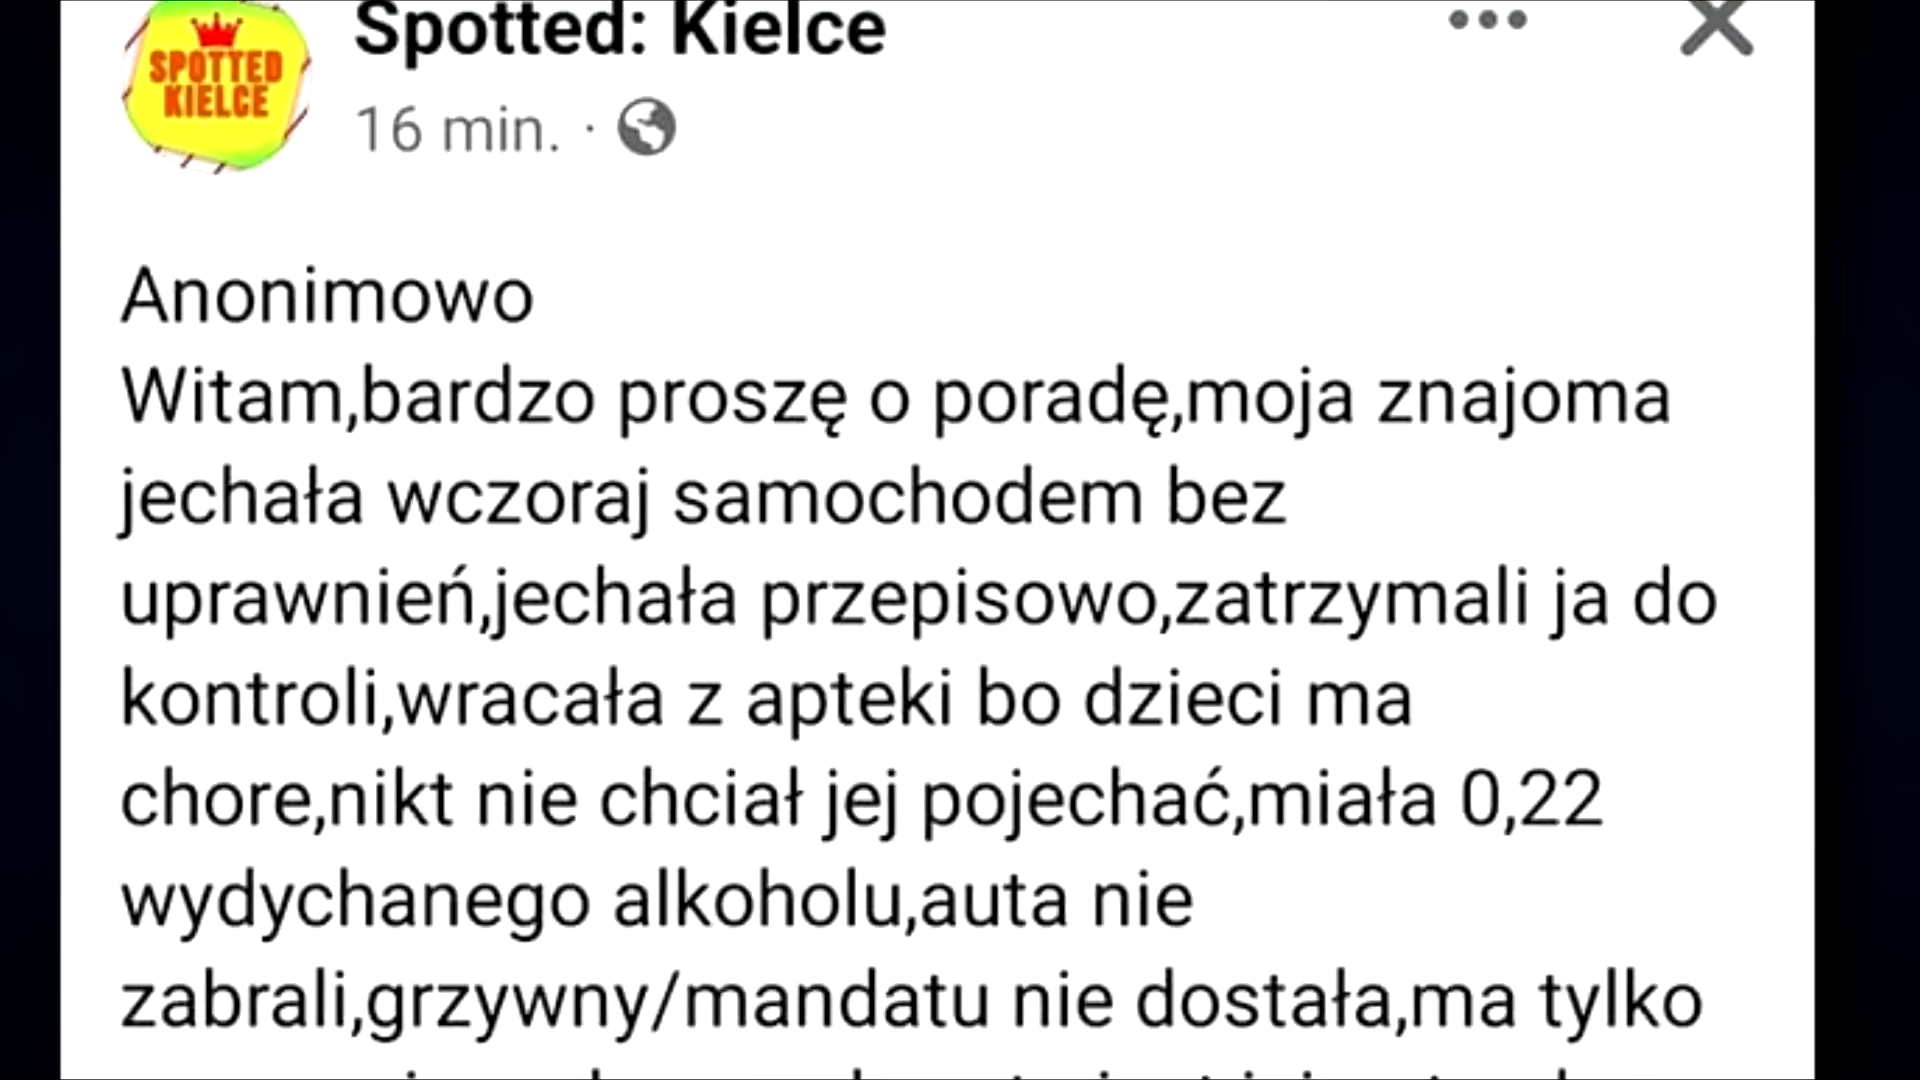 SPOTTED
KIELCE
Spotted: Kielce
16 min. ·
Anonimowo
Witam,bardzo proszę o poradę,moja znajoma
jechała wczoraj samochodem bez
uprawnień,jechała przepisowo,zatrzymali ja do
kontroli,wracała z apteki bo dzieci ma
chore,nikt nie chciał jej pojechać,miała 0,22
wydychanego alkoholu,auta nie
zabrali,grzywny/mandatu nie dostała,ma tylko